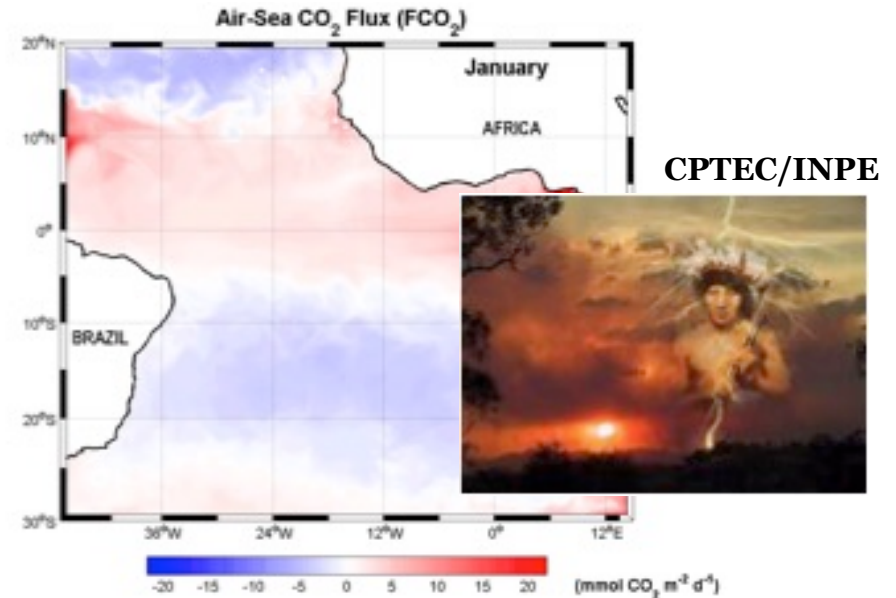 Air-Sea CO₂ Flux (FCO₂)
20°N
January
AFRICA
10°N
CPTEC/INPE
0°
10°S
BRAZIL
20°S
30°S
36°W 24°W 12°W 0° 12°E
-20 -15 -10 -5 0 5 10 15 20 (mmol CO₂ m⁻² d⁻¹)